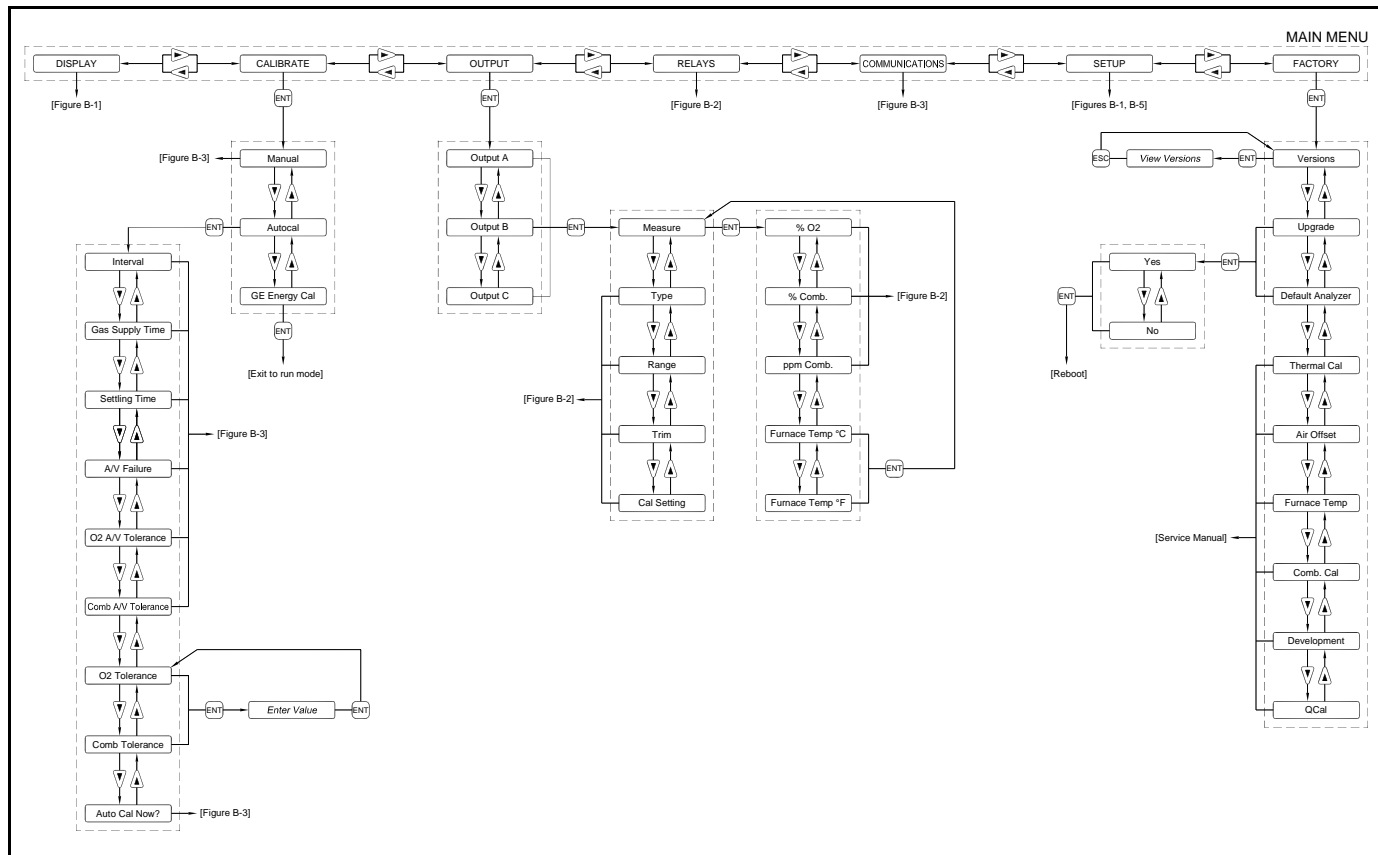 MAIN MENU
DISPLAY CALIBRATE OUTPUT RELAYS COMMUNICATIONS SETUP FACTORY
[Figure B-1] ENT ENT [Figure B-2] [Figure B-3] [Figures B-1, B-5] ENT
[Figure B-3] Manual
ENT Autocal
GE Energy Cal
ENT
[Exit to run mode]
Interval
Gas Supply Time
Settling Time
A/V Failure
O2 A/V Tolerance
Comb A/V Tolerance
[Figure B-3]
O2 Tolerance
Comb Tolerance
ENT Enter Value ENT
Auto Cal Now? [Figure B-3]
Output A
Output B
Output C
ENT
Measure
Type
Range
Trim
Cal Setting
[Figure B-2]
ENT
% O2
% Comb.
ppm Comb.
[Figure B-2]
Furnace Temp °C
Furnace Temp °F
ENT
ESC View Versions ENT Versions
Upgrade
Default Analyzer
ENT
Yes
No
ENT
[Reboot]
Thermal Cal
Air Offset
Furnace Temp
Comb. Cal
Development
QCal
[Service Manual]